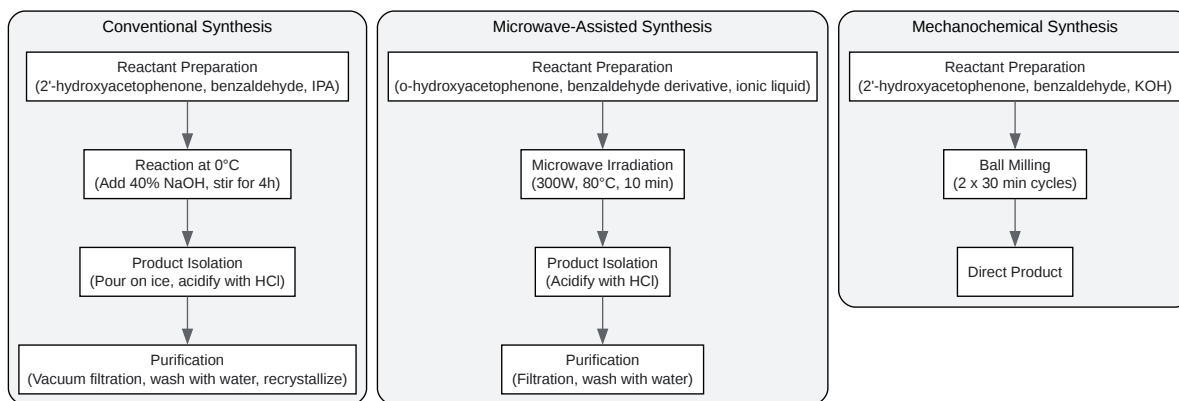 Conventional Synthesis
Reactant Preparation
(2'-hydroxyacetophenone, benzaldehyde, IPA)
Reaction at 0°C
(Add 40% NaOH, stir for 4h)
Product Isolation
(Pour on ice, acidify with HCl)
Purification
(Vacuum filtration, wash with water, recrystallize)
Microwave-Assisted Synthesis
Reactant Preparation
(o-hydroxyacetophenone, benzaldehyde derivative, ionic liquid)
Microwave Irradiation
(300W, 80°C, 10 min)
Product Isolation
(Acidify with HCl)
Purification
(Filtration, wash with water)
Mechanochemical Synthesis
Reactant Preparation
(2'-hydroxyacetophenone, benzaldehyde, KOH)
Ball Milling
(2 x 30 min cycles)
Direct Product